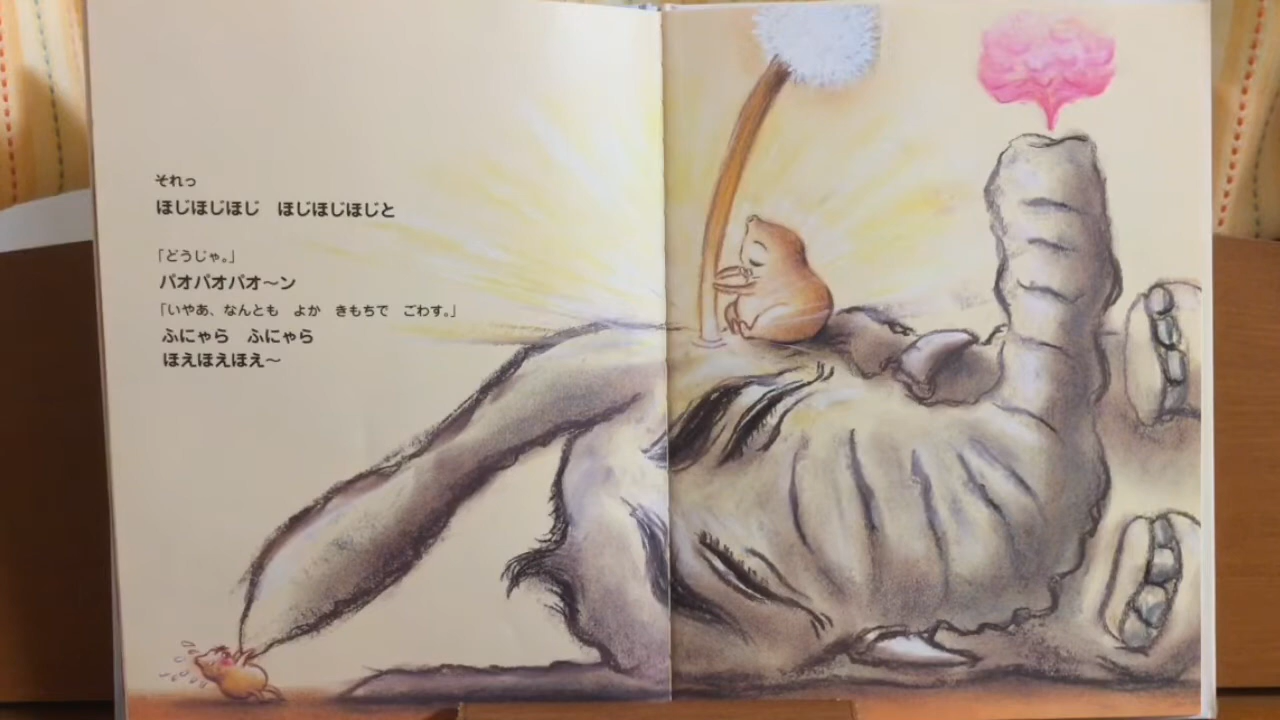 それっ
ほじほじほじ　ほじほじほじと
「どうじゃ。」
パオパオパオ～ン
「いやあ、なんとも　よか　きもちで　ごわす。」
ふにゃら　ふにゃら
ほえほえほえ～